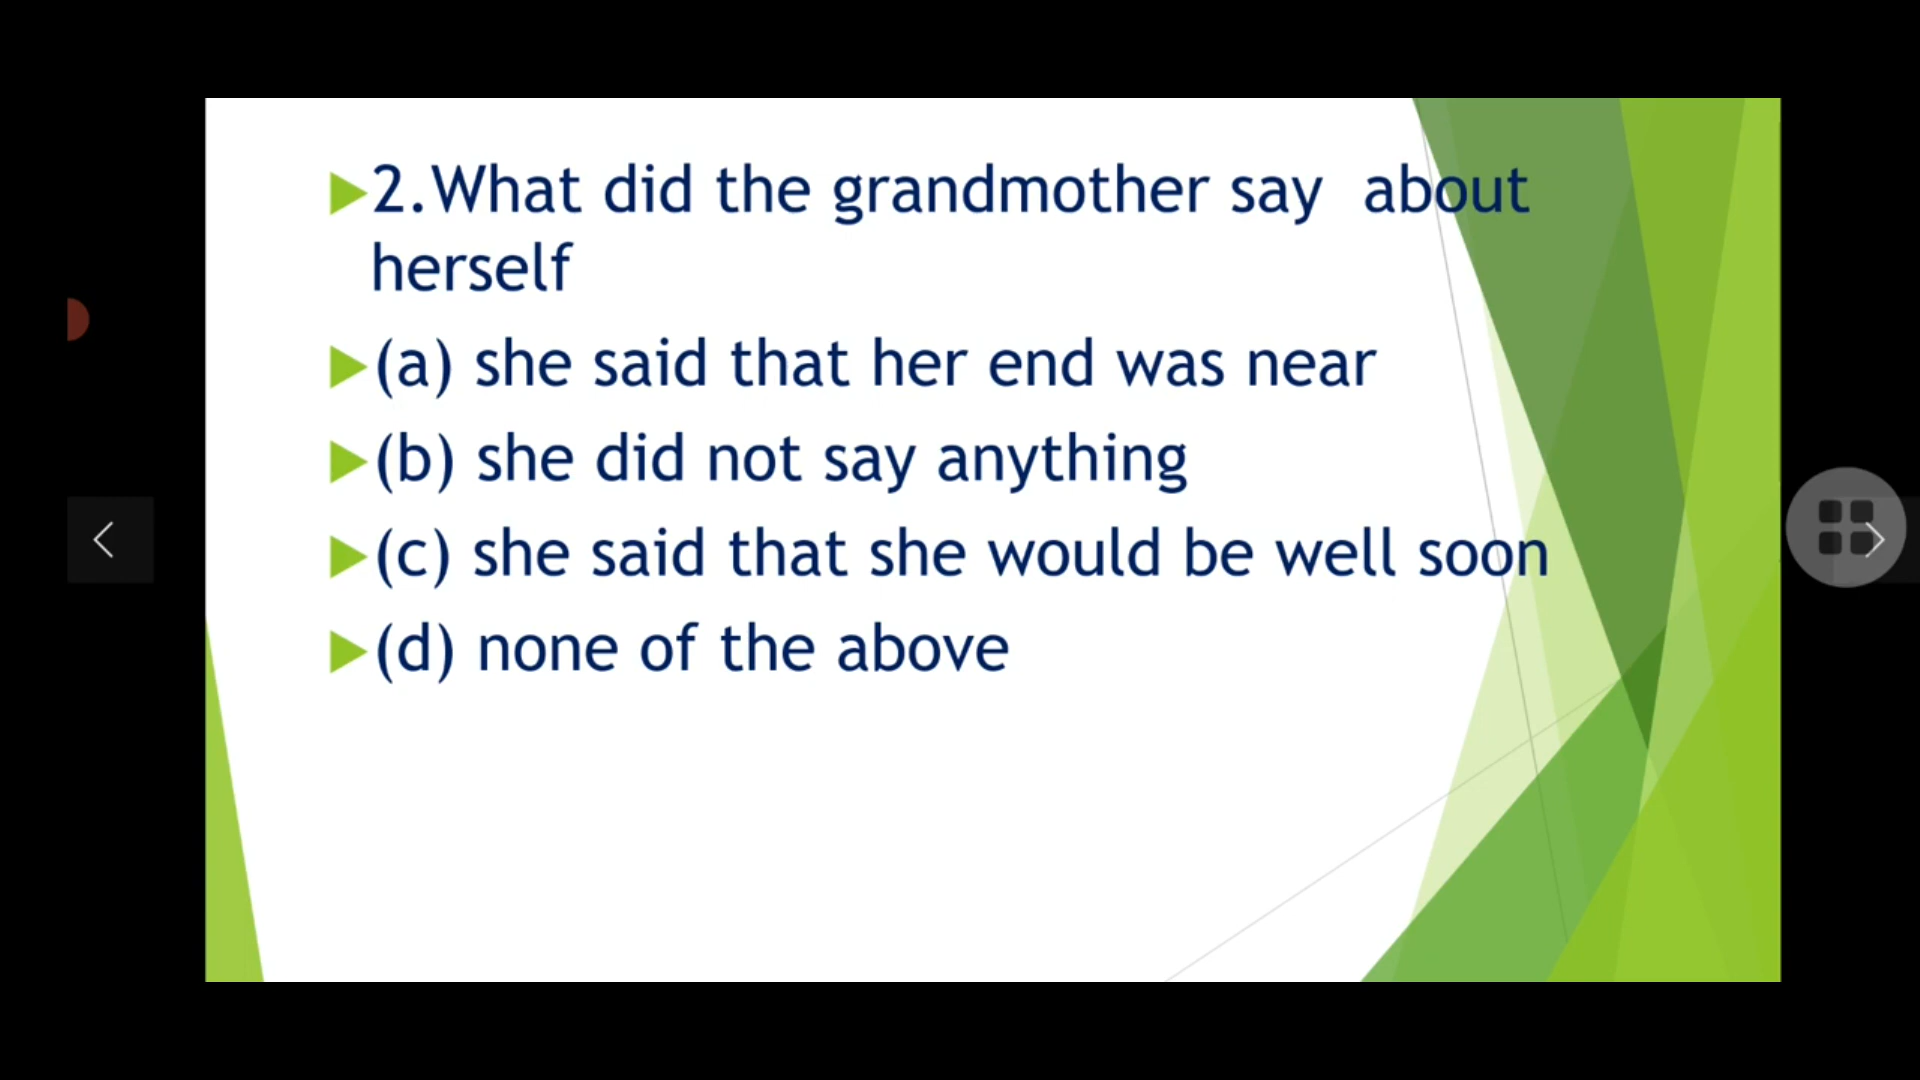 2.What did the grandmother say  about
herself
(a) she said that her end was near
(b) she did not say anything
(c) she said that she would be well soon
(d) none of the above